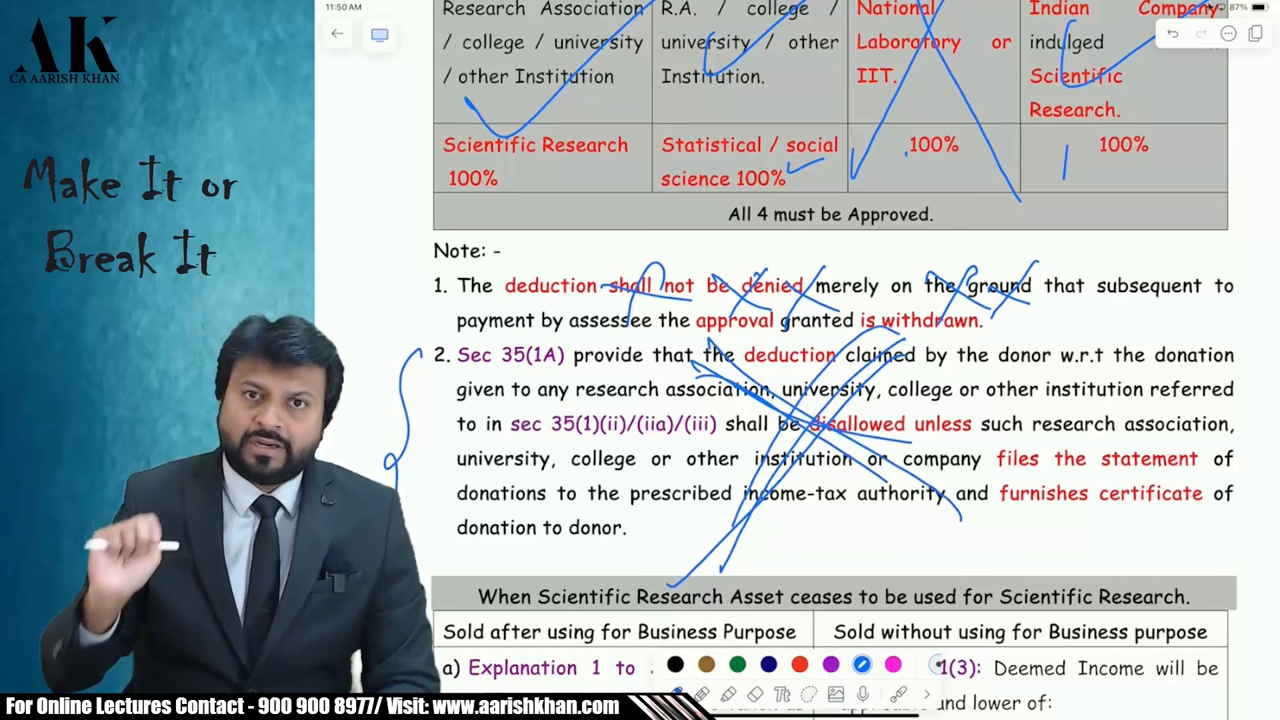 11:50 AM
87%
AK
CA AARISH KHAN
Make It or
Break It
Research Association
/ college / university
/ other Institution
R.A. / college /
university / other
Institution.
National
Laboratory or
IIT.
Indian Company
indulged
Scientific
Research.
Scientific Research
100%
Statistical / social
science 100%
100%
100%
All 4 must be Approved.
Note: -
1. The deduction shall not be denied merely on the ground that subsequent to
payment by assessee the approval granted is withdrawn.
2. Sec 35(1A) provide that the deduction claimed by the donor w.r.t the donation
given to any research association, university, college or other institution referred
to in sec 35(1)(ii)/(iia)/(iii) shall be disallowed unless such research association,
university, college or other institution or company files the statement of
donations to the prescribed income-tax authority and furnishes certificate of
donation to donor.
When Scientific Research Asset ceases to be used for Scientific Research.
Sold after using for Business Purpose
Sold without using for Business purpose
a) Explanation 1 to
1(3): Deemed Income will be
and lower of:
For Online Lectures Contact - 900 900 8977/ Visit: www.aarishkhan.com